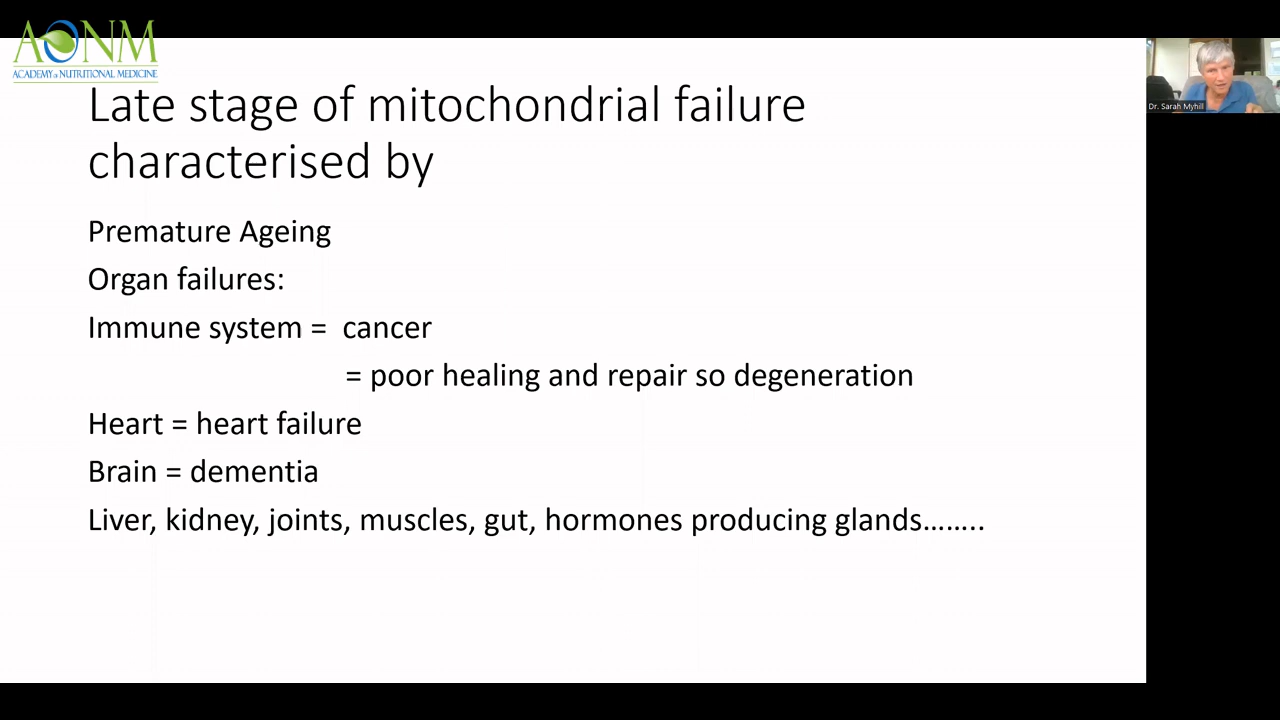 AONM
ACADEMY of NUTRITIONAL MEDICINE
Dr. Sarah Myhill
Late stage of mitochondrial failure
characterised by
Premature Ageing
Organ failures:
Immune system =  cancer
= poor healing and repair so degeneration
Heart = heart failure
Brain = dementia
Liver, kidney, joints, muscles, gut, hormones producing glands……..